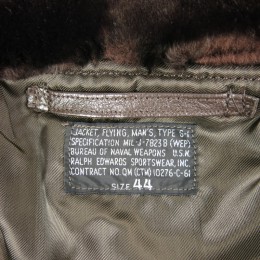 JACKET, FLYING, MAN'S, TYPE G-1
SPECIFICATION MIL J-7823B (WEP)
BUREAU OF NAVAL WEAPONS U.S.N.
RALPH EDWARDS SPORTSWEAR, INC.
CONTRACT NO. QM (CTM) 10276-C-61
SIZE 44